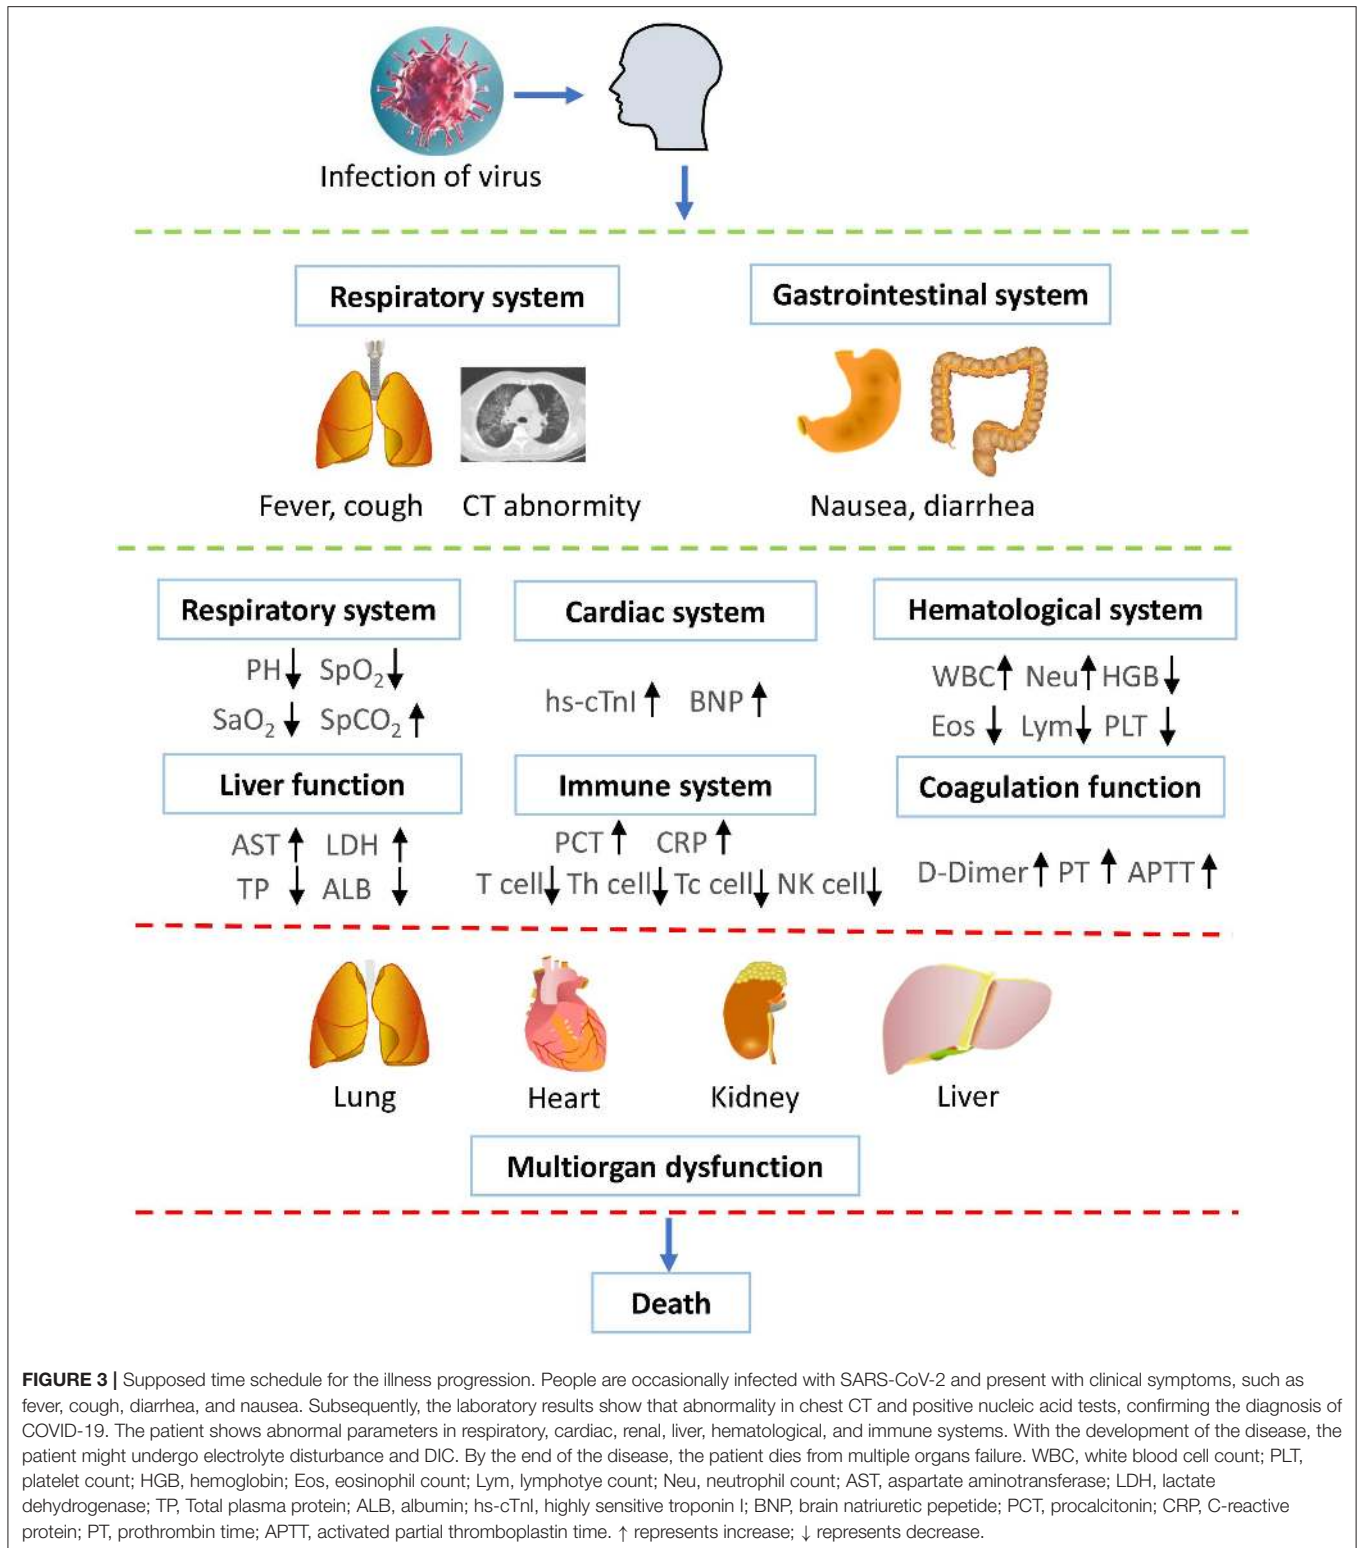 Infection of virus
Respiratory system
Gastrointestinal system
Fever, cough
CT abnormity
Nausea, diarrhea
Respiratory system
Cardiac system
Hematological system
PH↓ SpO₂↓
SaO₂↓ SpCO₂↑
hs-cTnI↑ BNP↑
WBC↑ Neu↑ HGB↓
Eos↓ Lym↓ PLT↓
Liver function
Immune system
Coagulation function
AST↑ LDH↑
TP↓ ALB↓
PCT↑ CRP↑
T cell↓ Th cell↓ Tc cell↓ NK cell↓
D-Dimer↑ PT↑ APTT↑
Lung
Heart
Kidney
Liver
Multiorgan dysfunction
Death
FIGURE 3 | Supposed time schedule for the illness progression. People are occasionally infected with SARS-CoV-2 and present with clinical symptoms, such as
fever, cough, diarrhea, and nausea. Subsequently, the laboratory results show that abnormality in chest CT and positive nucleic acid tests, confirming the diagnosis of
COVID-19. The patient shows abnormal parameters in respiratory, cardiac, renal, liver, hematological, and immune systems. With the development of the disease, the
patient might undergo electrolyte disturbance and DIC. By the end of the disease, the patient dies from multiple organs failure. WBC, white blood cell count; PLT,
platelet count; HGB, hemoglobin; Eos, eosinophil count; Lym, lymphotye count; Neu, neutrophil count; AST, aspartate aminotransferase; LDH, lactate
dehydrogenase; TP, Total plasma protein; ALB, albumin; hs-cTnI, highly sensitive troponin I; BNP, brain natriuretic pepetide; PCT, procalcitonin; CRP, C-reactive
protein; PT, prothrombin time; APTT, activated partial thromboplastin time. ↑ represents increase; ↓ represents decrease.